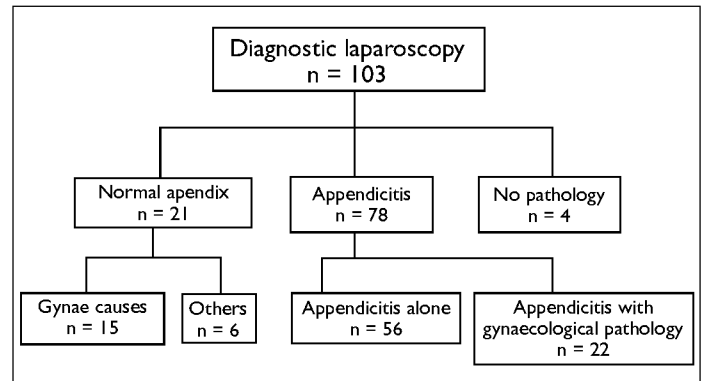 Diagnostic laparoscopy
n = 103
Normal apendix
n = 21
Appendicitis
n = 78
No pathology
n = 4
Gynae causes
n = 15
Others
n = 6
Appendicitis alone
n = 56
Appendicitis with
gynaecological pathology
n = 22